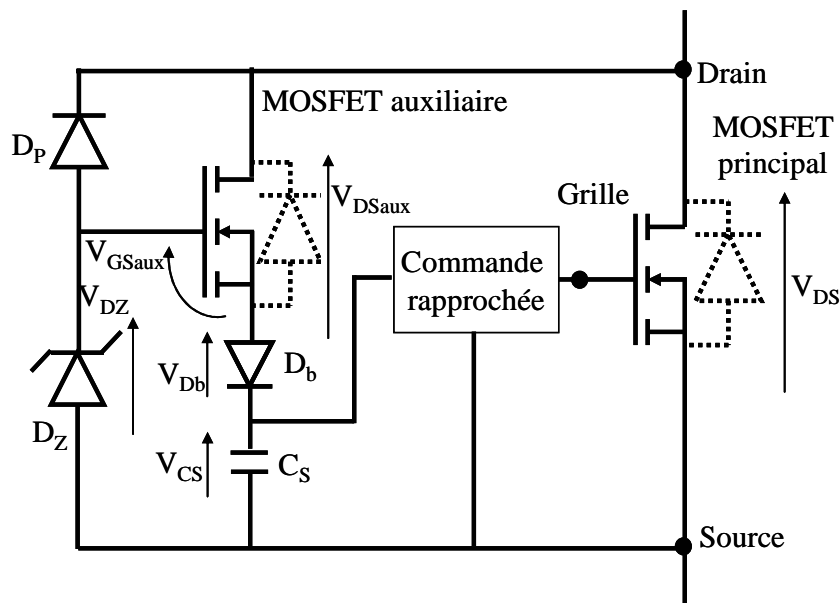 Drain
MOSFET auxiliaire
MOSFET
principal
D_P
V_DSaux
Grille
V_GSaux
Commande
rapprochée
V_DS
V_DZ
V_Db
D_b
D_Z
V_CS
C_S
Source